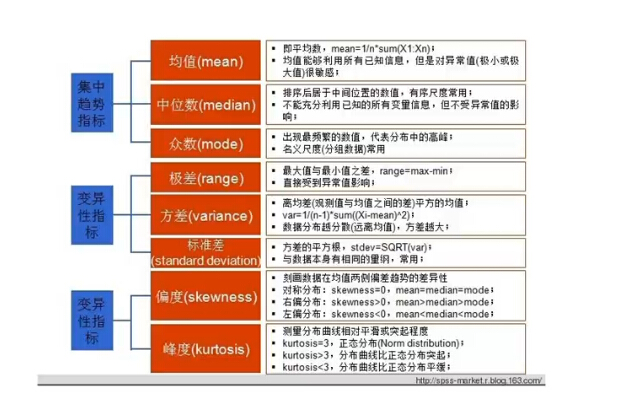 集中
趋势
指标
均值(mean)
▪ 即平均数，mean=1/n*sum(X1:Xn)；
▪ 均值能够利用所有已知信息，但是对异常值(极小或极
大值)很敏感；
中位数(median)
▪ 排序后居于中间位置的数值，有序尺度常用；
▪ 不能充分利用已知的所有变量信息，但不受异常值的影
响；
众数(mode)
▪ 出现最频繁的数值，代表分布中的高峰；
▪ 名义尺度(分组数据)常用
变异
性指
标
极差(range)
▪ 最大值与最小值之差，range=max-min；
▪ 直接受到异常值影响；
方差(variance)
▪ 离均差(观测值与均值之间的差)平方的均值；
▪ var=1/(n-1)*sum((Xi-mean)^2)；
▪ 数据分布越分散(远离均值)，方差越大；
标准差
(standard deviation)
▪ 方差的平方根，stdev=SQRT(var)；
▪ 与数据本身有相同的量纲，常用；
变异
性指
标
偏度(skewness)
▪ 刻画数据在均值两侧偏差趋势的差异性
▪ 对称分布：skewness=0，mean=median=mode；
▪ 右偏分布：skewness>0，mean>median>mode；
▪ 左偏分布：skewness<0，mean<median<mode；
峰度(kurtosis)
▪ 测量分布曲线相对平滑或突起程度
▪ kurtosis=3，正态分布(Norm distribution)；
▪ kurtosis>3，分布曲线比正态分布突起；
▪ kurtosis<3，分布曲线比正态分布平缓；
http://spss-market.r.blog.163.com/